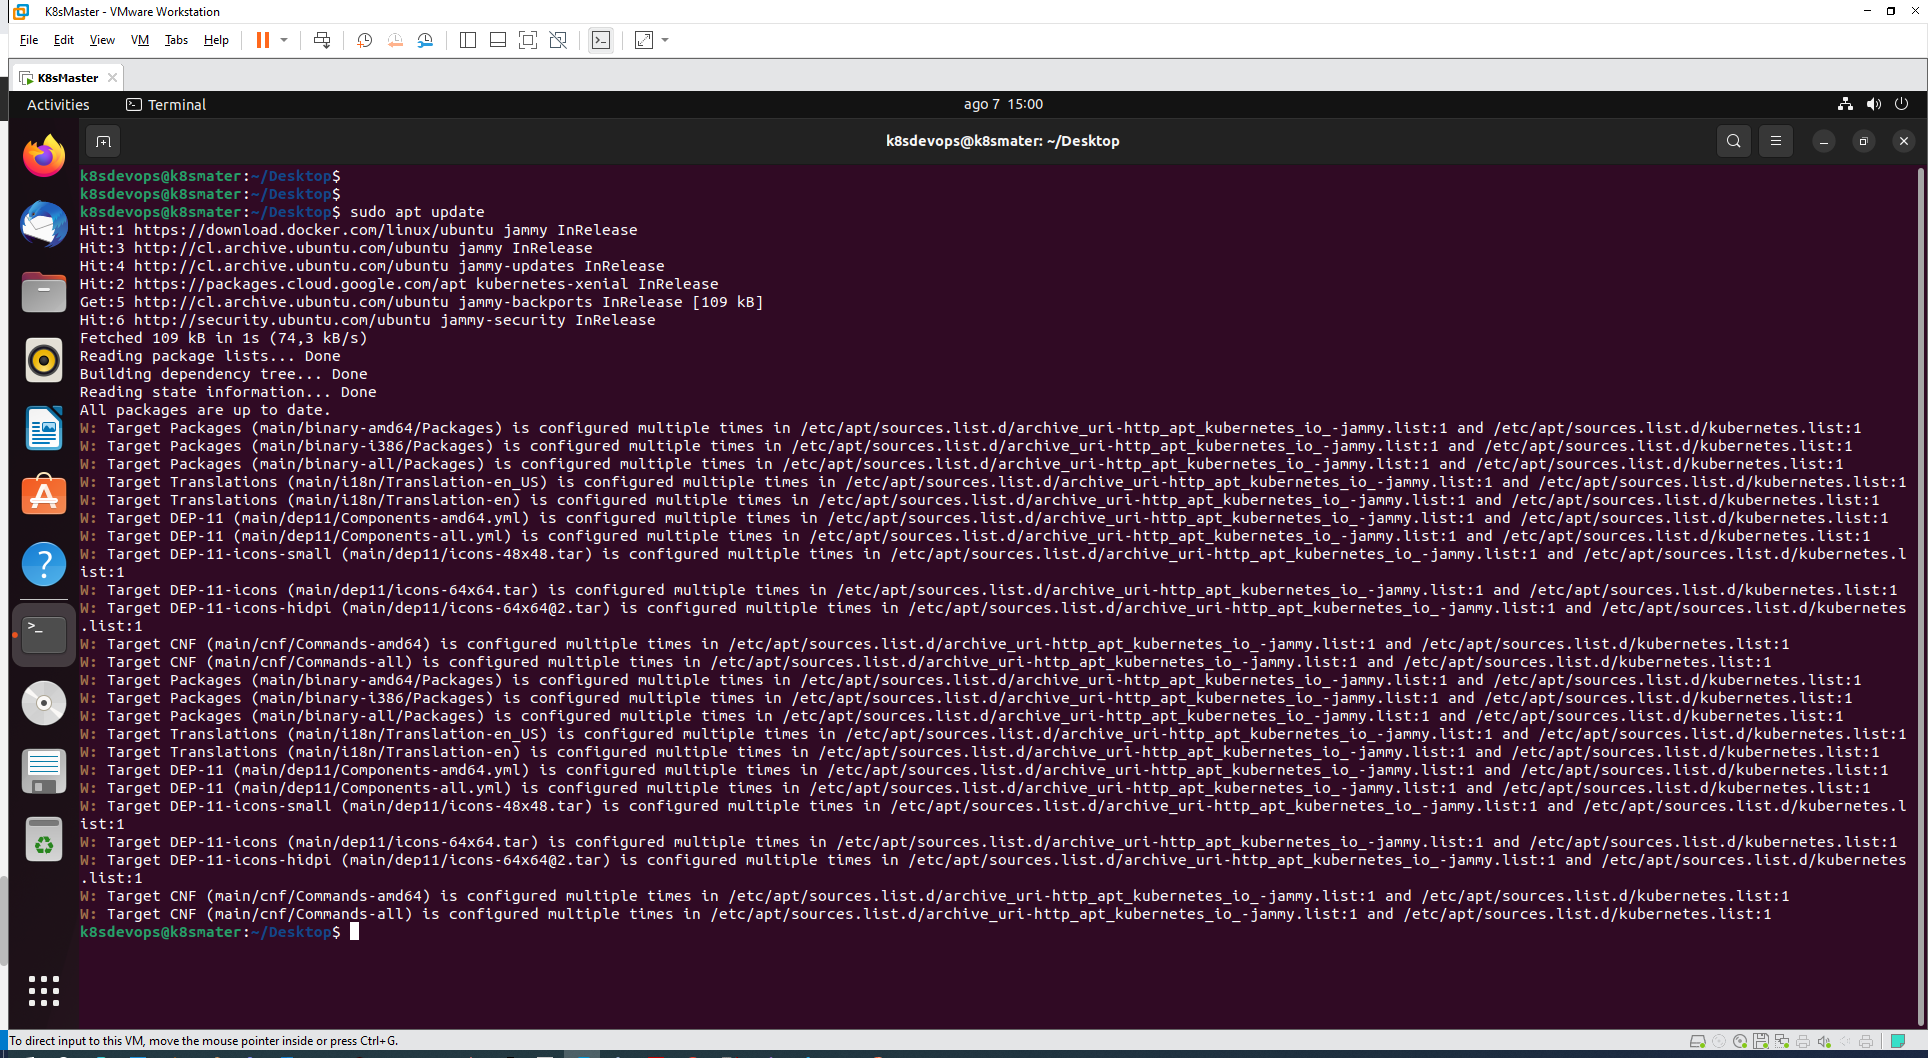 K8sMaster - VMware Workstation
File Edit View VM Tabs Help
K8sMaster
Activities Terminal ago 7 15:00
k8sdevops@k8smater: ~/Desktop
k8sdevops@k8smater:~/Desktop$
k8sdevops@k8smater:~/Desktop$
k8sdevops@k8smater:~/Desktop$ sudo apt update
Hit:1 https://download.docker.com/linux/ubuntu jammy InRelease
Hit:3 http://cl.archive.ubuntu.com/ubuntu jammy InRelease
Hit:4 http://cl.archive.ubuntu.com/ubuntu jammy-updates InRelease
Hit:2 https://packages.cloud.google.com/apt kubernetes-xenial InRelease
Get:5 http://cl.archive.ubuntu.com/ubuntu jammy-backports InRelease [109 kB]
Hit:6 http://security.ubuntu.com/ubuntu jammy-security InRelease
Fetched 109 kB in 1s (74,3 kB/s)
Reading package lists... Done
Building dependency tree... Done
Reading state information... Done
All packages are up to date.
W: Target Packages (main/binary-amd64/Packages) is configured multiple times in /etc/apt/sources.list.d/archive_uri-http_apt_kubernetes_io_-jammy.list:1 and /etc/apt/sources.list.d/kubernetes.list:1
W: Target Packages (main/binary-i386/Packages) is configured multiple times in /etc/apt/sources.list.d/archive_uri-http_apt_kubernetes_io_-jammy.list:1 and /etc/apt/sources.list.d/kubernetes.list:1
W: Target Packages (main/binary-all/Packages) is configured multiple times in /etc/apt/sources.list.d/archive_uri-http_apt_kubernetes_io_-jammy.list:1 and /etc/apt/sources.list.d/kubernetes.list:1
W: Target Translations (main/i18n/Translation-en_US) is configured multiple times in /etc/apt/sources.list.d/archive_uri-http_apt_kubernetes_io_-jammy.list:1 and /etc/apt/sources.list.d/kubernetes.list:1
W: Target Translations (main/i18n/Translation-en) is configured multiple times in /etc/apt/sources.list.d/archive_uri-http_apt_kubernetes_io_-jammy.list:1 and /etc/apt/sources.list.d/kubernetes.list:1
W: Target DEP-11 (main/dep11/Components-amd64.yml) is configured multiple times in /etc/apt/sources.list.d/archive_uri-http_apt_kubernetes_io_-jammy.list:1 and /etc/apt/sources.list.d/kubernetes.list:1
W: Target DEP-11 (main/dep11/Components-all.yml) is configured multiple times in /etc/apt/sources.list.d/archive_uri-http_apt_kubernetes_io_-jammy.list:1 and /etc/apt/sources.list.d/kubernetes.list:1
W: Target DEP-11-icons-small (main/dep11/icons-48x48.tar) is configured multiple times in /etc/apt/sources.list.d/archive_uri-http_apt_kubernetes_io_-jammy.list:1 and /etc/apt/sources.list.d/kubernetes.l
ist:1
W: Target DEP-11-icons (main/dep11/icons-64x64.tar) is configured multiple times in /etc/apt/sources.list.d/archive_uri-http_apt_kubernetes_io_-jammy.list:1 and /etc/apt/sources.list.d/kubernetes.list:1
W: Target DEP-11-icons-hidpi (main/dep11/icons-64x64@2.tar) is configured multiple times in /etc/apt/sources.list.d/archive_uri-http_apt_kubernetes_io_-jammy.list:1 and /etc/apt/sources.list.d/kubernetes
.list:1
W: Target CNF (main/cnf/Commands-amd64) is configured multiple times in /etc/apt/sources.list.d/archive_uri-http_apt_kubernetes_io_-jammy.list:1 and /etc/apt/sources.list.d/kubernetes.list:1
W: Target CNF (main/cnf/Commands-all) is configured multiple times in /etc/apt/sources.list.d/archive_uri-http_apt_kubernetes_io_-jammy.list:1 and /etc/apt/sources.list.d/kubernetes.list:1
W: Target Packages (main/binary-amd64/Packages) is configured multiple times in /etc/apt/sources.list.d/archive_uri-http_apt_kubernetes_io_-jammy.list:1 and /etc/apt/sources.list.d/kubernetes.list:1
W: Target Packages (main/binary-i386/Packages) is configured multiple times in /etc/apt/sources.list.d/archive_uri-http_apt_kubernetes_io_-jammy.list:1 and /etc/apt/sources.list.d/kubernetes.list:1
W: Target Packages (main/binary-all/Packages) is configured multiple times in /etc/apt/sources.list.d/archive_uri-http_apt_kubernetes_io_-jammy.list:1 and /etc/apt/sources.list.d/kubernetes.list:1
W: Target Translations (main/i18n/Translation-en_US) is configured multiple times in /etc/apt/sources.list.d/archive_uri-http_apt_kubernetes_io_-jammy.list:1 and /etc/apt/sources.list.d/kubernetes.list:1
W: Target Translations (main/i18n/Translation-en) is configured multiple times in /etc/apt/sources.list.d/archive_uri-http_apt_kubernetes_io_-jammy.list:1 and /etc/apt/sources.list.d/kubernetes.list:1
W: Target DEP-11 (main/dep11/Components-amd64.yml) is configured multiple times in /etc/apt/sources.list.d/archive_uri-http_apt_kubernetes_io_-jammy.list:1 and /etc/apt/sources.list.d/kubernetes.list:1
W: Target DEP-11 (main/dep11/Components-all.yml) is configured multiple times in /etc/apt/sources.list.d/archive_uri-http_apt_kubernetes_io_-jammy.list:1 and /etc/apt/sources.list.d/kubernetes.list:1
W: Target DEP-11-icons-small (main/dep11/icons-48x48.tar) is configured multiple times in /etc/apt/sources.list.d/archive_uri-http_apt_kubernetes_io_-jammy.list:1 and /etc/apt/sources.list.d/kubernetes.l
ist:1
W: Target DEP-11-icons (main/dep11/icons-64x64.tar) is configured multiple times in /etc/apt/sources.list.d/archive_uri-http_apt_kubernetes_io_-jammy.list:1 and /etc/apt/sources.list.d/kubernetes.list:1
W: Target DEP-11-icons-hidpi (main/dep11/icons-64x64@2.tar) is configured multiple times in /etc/apt/sources.list.d/archive_uri-http_apt_kubernetes_io_-jammy.list:1 and /etc/apt/sources.list.d/kubernetes
.list:1
W: Target CNF (main/cnf/Commands-amd64) is configured multiple times in /etc/apt/sources.list.d/archive_uri-http_apt_kubernetes_io_-jammy.list:1 and /etc/apt/sources.list.d/kubernetes.list:1
W: Target CNF (main/cnf/Commands-all) is configured multiple times in /etc/apt/sources.list.d/archive_uri-http_apt_kubernetes_io_-jammy.list:1 and /etc/apt/sources.list.d/kubernetes.list:1
k8sdevops@k8smater:~/Desktop$
To direct input to this VM, move the mouse pointer inside or press Ctrl+G.